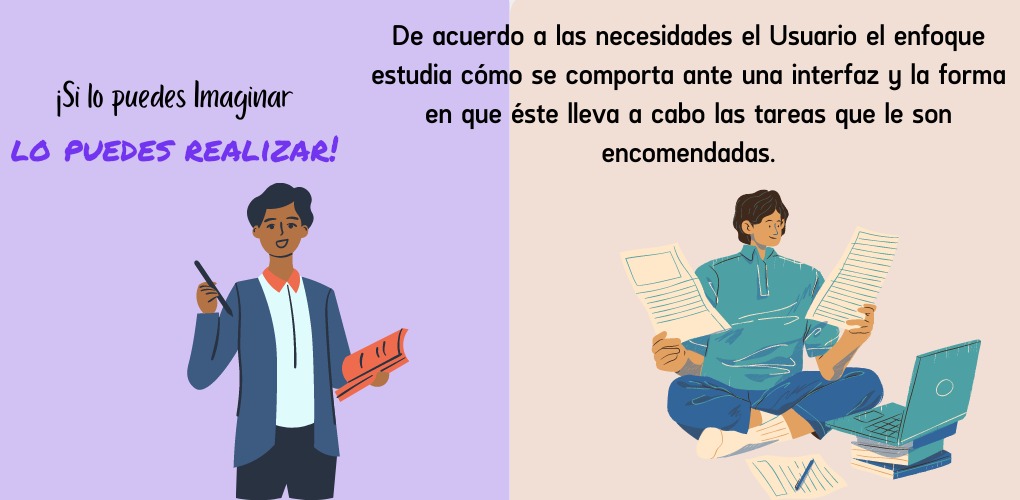 ¡Si lo puedes Imaginar
LO PUEDES REALIZAR!
De acuerdo a las necesidades el Usuario el enfoque
estudia cómo se comporta ante una interfaz y la forma
en que éste lleva a cabo las tareas que le son
encomendadas.